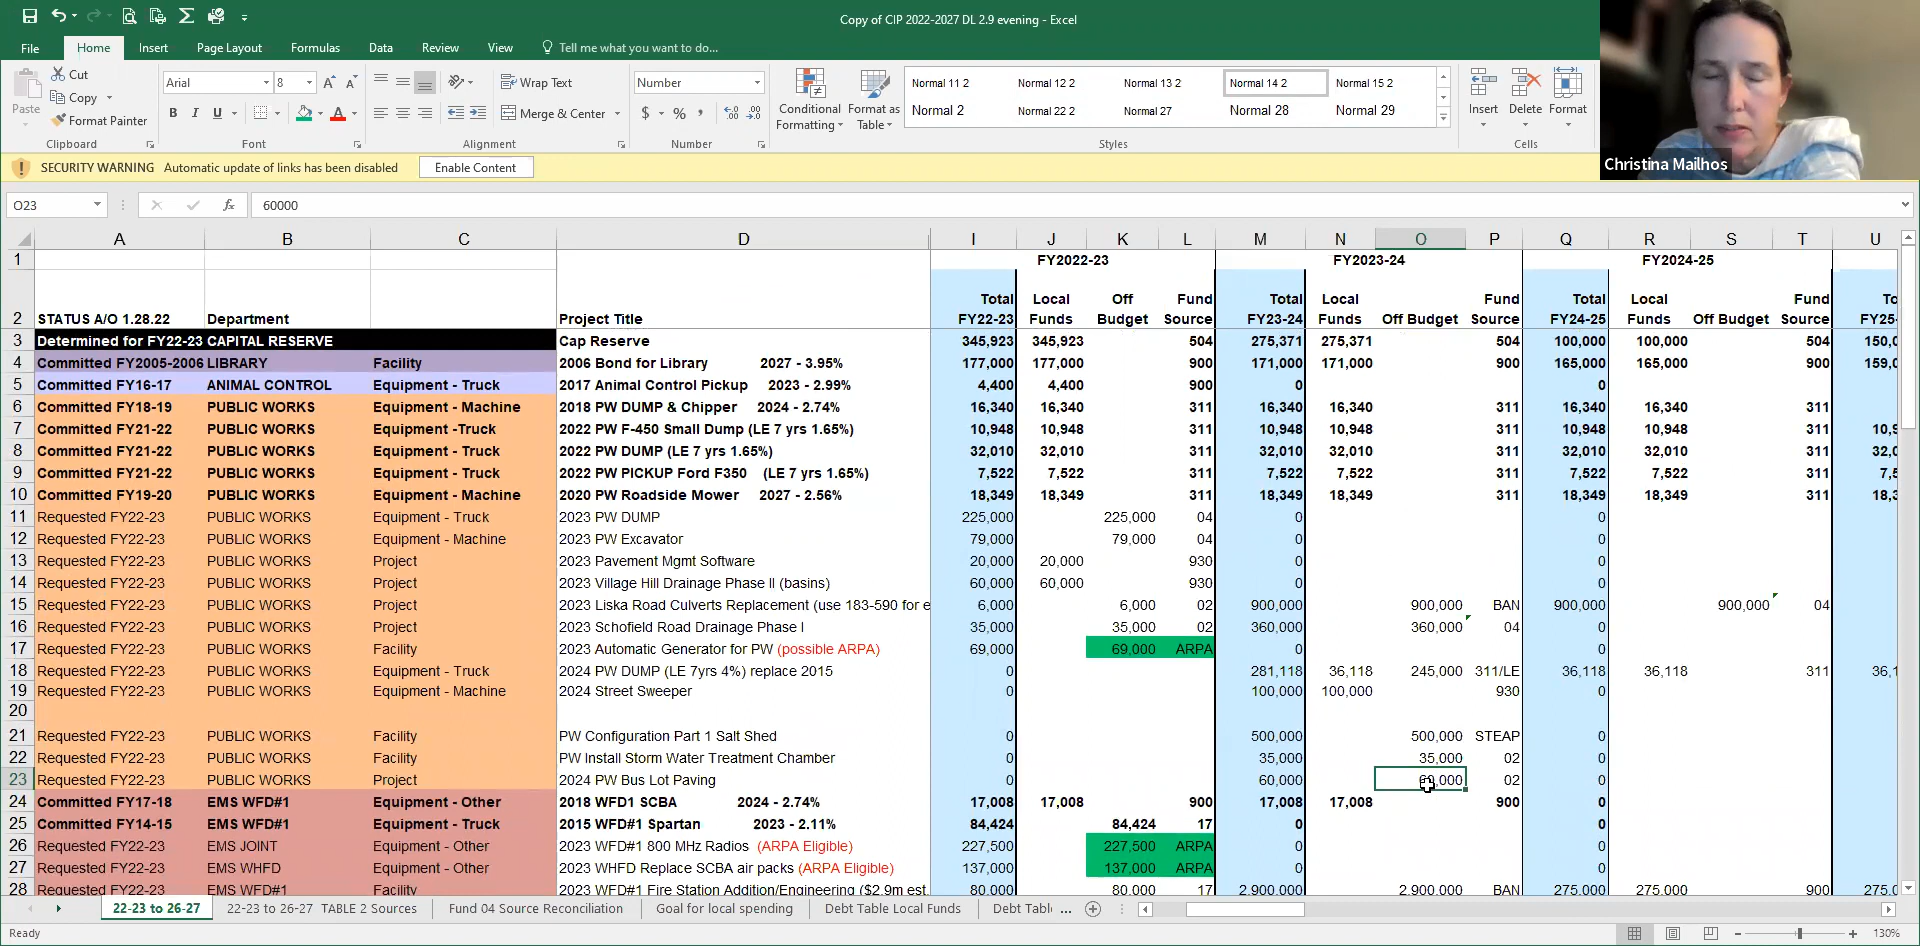 Copy of CIP 2022-2027 DL 2.9 evening - Excel
File Home Insert Page Layout Formulas Data Review View Tell me what you want to do...
Paste Cut Copy Format Painter Clipboard
Arial 8 B I U Font
Wrap Text Merge & Center Alignment
Number $ % Number
Conditional Formatting Format as Table
Normal 11 2 Normal 12 2 Normal 13 2 Normal 14 2 Normal 15 2
Normal 2 Normal 22 2 Normal 27 Normal 28 Normal 29
Styles
Insert Delete Format Cells
Christina Mailhos
SECURITY WARNING Automatic update of links has been disabled Enable Content
O23 fx 60000
A B C D I J K L M N O P Q R S T U
1 FY2022-23 FY2023-24 FY2024-25
2 STATUS A/O 1.28.22 Department Project Title Total FY22-23 Local Funds Off Budget Fund Source Total FY23-24 Local Funds Off Budget Fund Source Total FY24-25 Local Funds Off Budget Fund Source To FY25-
3 Determined for FY22-23 CAPITAL RESERVE Cap Reserve 345,923 345,923 504 275,371 275,371 504 100,000 100,000 504 150,0
4 Committed FY2005-2006 LIBRARY Facility 2006 Bond for Library 2027 - 3.95% 177,000 177,000 900 171,000 171,000 900 165,000 165,000 900 159,0
5 Committed FY16-17 ANIMAL CONTROL Equipment - Truck 2017 Animal Control Pickup 2023 - 2.99% 4,400 4,400 900 0 0
6 Committed FY18-19 PUBLIC WORKS Equipment - Machine 2018 PW DUMP & Chipper 2024 - 2.74% 16,340 16,340 311 16,340 16,340 311 16,340 16,340 311
7 Committed FY21-22 PUBLIC WORKS Equipment -Truck 2022 PW F-450 Small Dump (LE 7 yrs 1.65%) 10,948 10,948 311 10,948 10,948 311 10,948 10,948 311 10,9
8 Committed FY21-22 PUBLIC WORKS Equipment - Truck 2022 PW DUMP (LE 7 yrs 1.65%) 32,010 32,010 311 32,010 32,010 311 32,010 32,010 311 32,0
9 Committed FY21-22 PUBLIC WORKS Equipment - Truck 2022 PW PICKUP Ford F350 (LE 7 yrs 1.65%) 7,522 7,522 311 7,522 7,522 311 7,522 7,522 311 7,5
10 Committed FY19-20 PUBLIC WORKS Equipment - Machine 2020 PW Roadside Mower 2027 - 2.56% 18,349 18,349 311 18,349 18,349 311 18,349 18,349 311 18,3
11 Requested FY22-23 PUBLIC WORKS Equipment - Truck 2023 PW DUMP 225,000 225,000 04 0 0
12 Requested FY22-23 PUBLIC WORKS Equipment - Machine 2023 PW Excavator 79,000 79,000 04 0 0
13 Requested FY22-23 PUBLIC WORKS Project 2023 Pavement Mgmt Software 20,000 20,000 930 0 0
14 Requested FY22-23 PUBLIC WORKS Project 2023 Village Hill Drainage Phase II (basins) 60,000 60,000 930 0 0
15 Requested FY22-23 PUBLIC WORKS Project 2023 Liska Road Culverts Replacement (use 183-590 for e 6,000 6,000 02 900,000 900,000 BAN 900,000 900,000 04
16 Requested FY22-23 PUBLIC WORKS Project 2023 Schofield Road Drainage Phase I 35,000 35,000 02 360,000 360,000 04 0
17 Requested FY22-23 PUBLIC WORKS Facility 2023 Automatic Generator for PW (possible ARPA) 69,000 69,000 ARPA 0 0
18 Requested FY22-23 PUBLIC WORKS Equipment - Truck 2024 PW DUMP (LE 7yrs 4%) replace 2015 0 281,118 36,118 245,000 311/LE 36,118 36,118 311 36,1
19 Requested FY22-23 PUBLIC WORKS Equipment - Machine 2024 Street Sweeper 0 100,000 100,000 930 0
20
21 Requested FY22-23 PUBLIC WORKS Facility PW Configuration Part 1 Salt Shed 500,000 500,000 STEAP 0
22 Requested FY22-23 PUBLIC WORKS Facility PW Install Storm Water Treatment Chamber 35,000 35,000 02 0
23 Requested FY22-23 PUBLIC WORKS Project 2024 PW Bus Lot Paving 60,000 60,000 02 0
24 Committed FY17-18 EMS WFD#1 Equipment - Other 2018 WFD1 SCBA 2024 - 2.74% 17,008 17,008 900 17,008 17,008 900 0
25 Committed FY14-15 EMS WFD#1 Equipment - Truck 2015 WFD#1 Spartan 2023 - 2.11% 84,424 84,424 17 0 0
26 Requested FY22-23 EMS JOINT Equipment - Other 2023 WFD#1 800 MHz Radios (ARPA Eligible) 227,500 227,500 ARPA 0 0
27 Requested FY22-23 EMS WHFD Equipment - Other 2023 WHFD Replace SCBA air packs (ARPA Eligible) 137,000 137,000 ARPA 0 0
28 Requested FY22-23 EMS WFD#1 Facility 2023 WFD#1 Fire Station Addition/Engineering ($2.9m est. 80,000 80,000 17 2,900,000 2,900,000 BAN 275,000 275,000 900 275,0
22-23 to 26-27 22-23 to 26-27 TABLE 2 Sources Fund 04 Source Reconciliation Goal for local spending Debt Table Local Funds Debt Tabl ...
Ready 130%